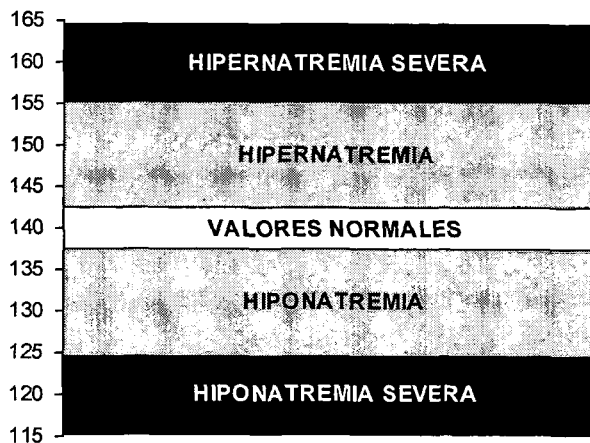 165
160
155
150
145
140
135
130
125
120
115
HIPERNATREMIA SEVERA
HIPERNATREMIA
VALORES NORMALES
HIPONATREMIA
HIPONATREMIA SEVERA